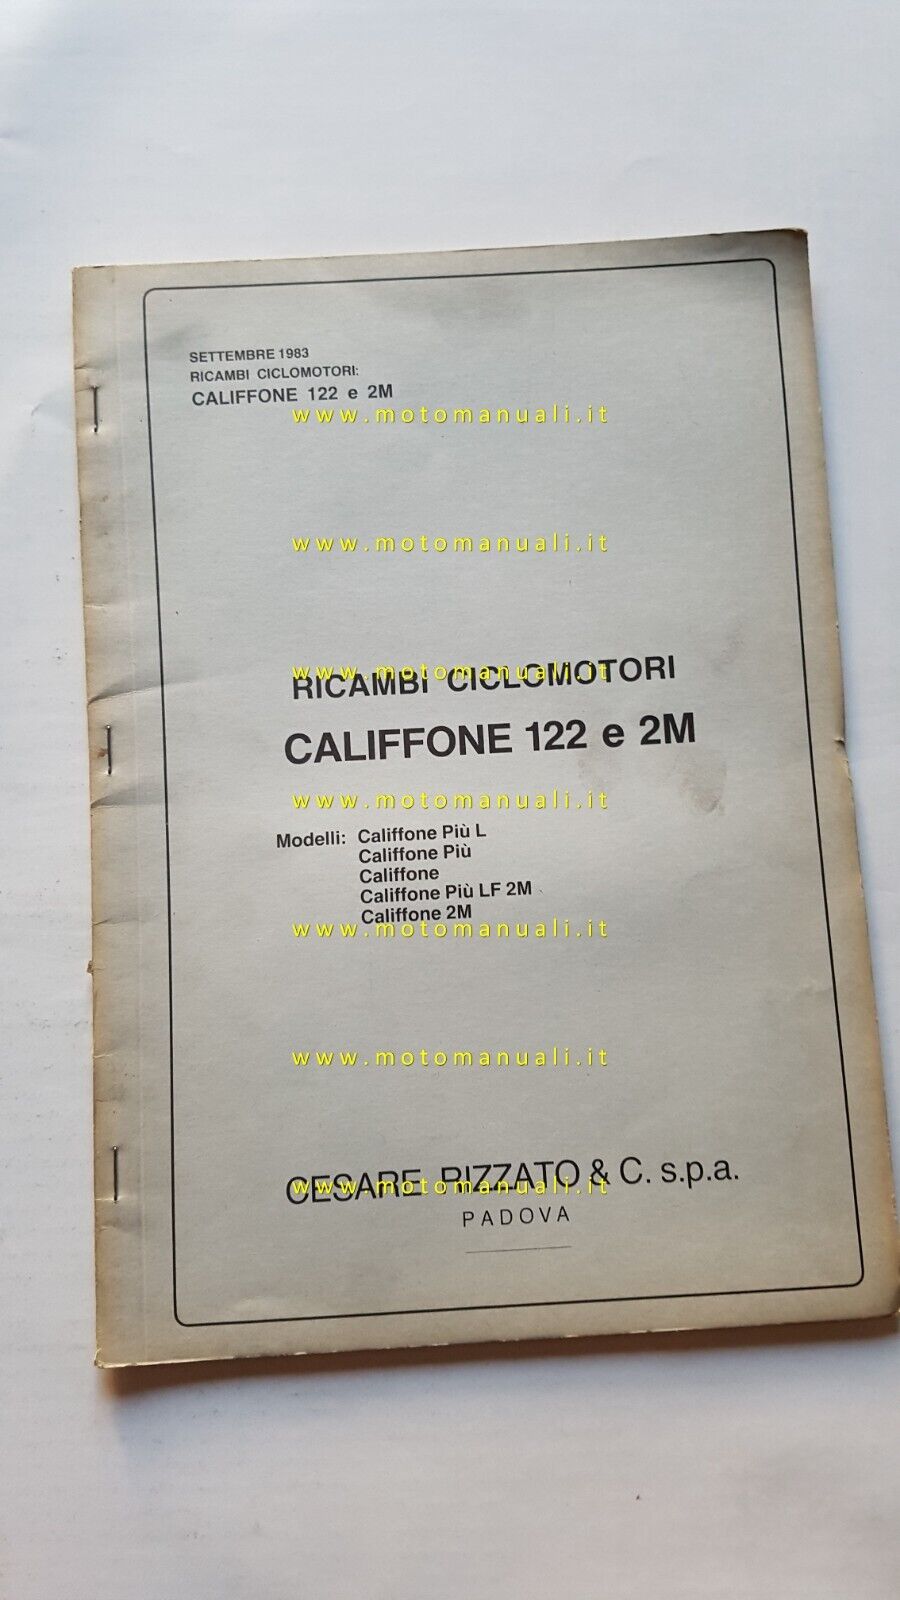 SETTEMBRE 1983
RICAMBI CICLOMOTORI:
CALIFFONE 122 e 2M
www.motomanuali.it
www.motomanuali.it
www.motomanuali.it
RICAMBI CICLOMOTORI
CALIFFONE 122 e 2M
www.motomanuali.it
Modelli: Califfone Più L
Califfone Più
Califfone
Califfone Più LF 2M
Califfone 2M
www.motomanuali.it
www.motomanuali.it
CESARE RIZZATO & C. s.p.a.
www.motomanuali.it
PADOVA